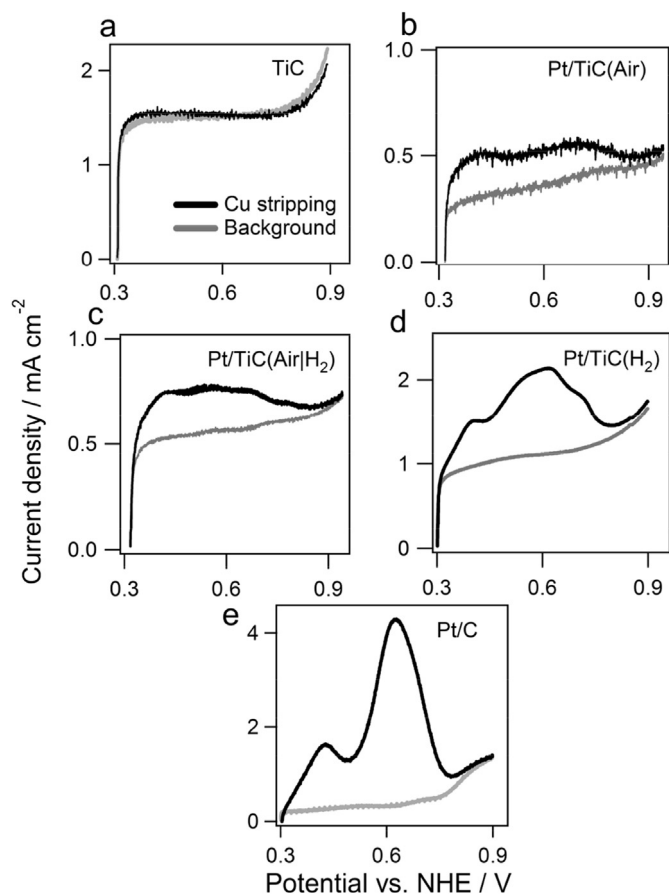 a
TiC
2
1
0
Cu stripping
Background
0.3 0.6 0.9
b
Pt/TiC(Air)
1.0
0.5
0.0
0.3 0.6 0.9
c
Pt/TiC(Air|H₂)
1.0
0.5
0.0
0.3 0.6 0.9
d
Pt/TiC(H₂)
2
1
0
0.3 0.6 0.9
Current density / mA cm⁻²
e
Pt/C
4
2
0
0.3 0.6 0.9
Potential vs. NHE / V